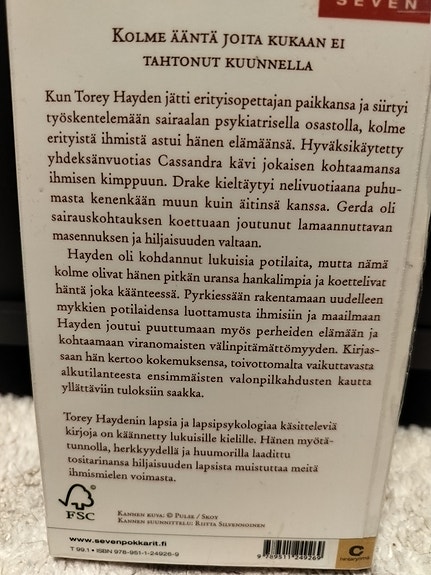 SEVEN
KOLME ÄÄNTÄ JOITA KUKAAN EI
TAHTONUT KUUNNELLA
Kun Torey Hayden jätti erityisopettajan paikkansa ja siirtyi
työskentelemään sairaalan psykiatrisella osastolla, kolme
erityistä ihmistä astui hänen elämäänsä. Hyväksikäytetty
yhdeksänvuotias Cassandra kävi jokaisen kohtaamansa
ihmisen kimppuun. Drake kieltäytyi nelivuotiaana puhu-
masta kenenkään muun kuin äitinsä kanssa. Gerda oli
sairauskohtauksen koettuaan joutunut lamaannuttavan
masennuksen ja hiljaisuuden valtaan.
Hayden oli kohdannut lukuisia potilaita, mutta nämä
kolme olivat hänen pitkän uransa hankalimpia ja koettelivat
häntä joka käänteessä. Pyrkiessään rakentamaan uudelleen
mykkien potilaidensa luottamusta ihmisiin ja maailmaan
Hayden joutui puuttumaan myös perheiden elämään ja
kohtaamaan viranomaisten välinpitämättömyyden. Kirjas-
saan hän kertoo kokemuksensa, toivottomalta vaikuttavasta
alkutilanteesta ensimmäisten valonpilkahdusten kautta
yllättäviin tuloksiin saakka.
Torey Haydenin lapsia ja lapsipsykologiaa käsitteleviä
kirjoja on käännetty lukuisille kielille. Hänen myötä-
tunnolla, herkkyydellä ja huumorilla laadittu
tositarinansa hiljaisuuden lapsista muistuttaa meitä
ihmismielen voimasta.
FSC
KANNEN KUVA: © PULSE / SKOY
KANNEN SUUNNITTELU: RIITTA SILVENNOINEN
www.sevenpokkarit.fi
T 99.1 • ISBN 978-951-1-24926-9
9 789511 249269